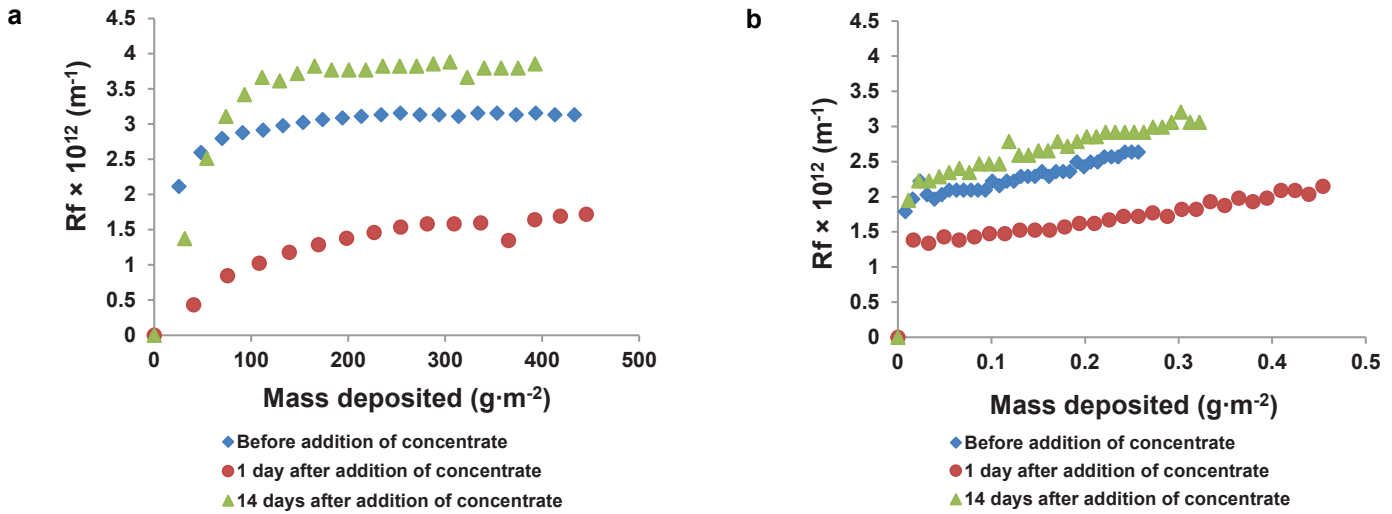 a
4.5
4
3.5
3
2.5
2
1.5
1
0.5
0
Rf × 10¹² (m⁻¹)
0 100 200 300 400 500
Mass deposited (g·m⁻²)
Before addition of concentrate
1 day after addition of concentrate
14 days after addition of concentrate
b
4.5
4
3.5
3
2.5
2
1.5
1
0.5
0
Rf × 10¹² (m⁻¹)
0 0.1 0.2 0.3 0.4 0.5
Mass deposited (g·m⁻²)
Before addition of concentrate
1 day after addition of concentrate
14 days after addition of concentrate